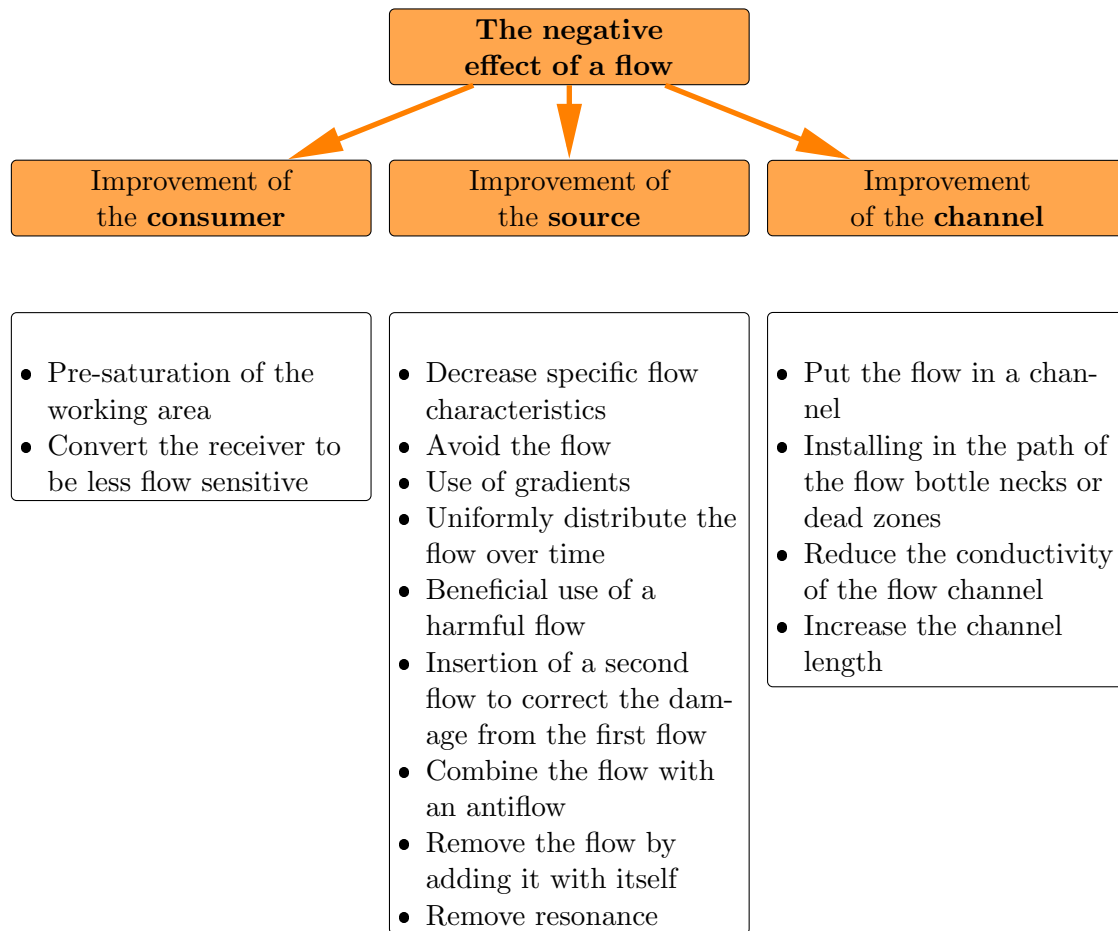 The negative
effect of a flow
Improvement of
the consumer
Improvement of
the source
Improvement
of the channel
• Pre-saturation of the
working area
• Convert the receiver to
be less flow sensitive
• Decrease specific flow
characteristics
• Avoid the flow
• Use of gradients
• Uniformly distribute the
flow over time
• Beneficial use of a
harmful flow
• Insertion of a second
flow to correct the dam-
age from the first flow
• Combine the flow with
an antiflow
• Remove the flow by
adding it with itself
• Remove resonance
• Put the flow in a chan-
nel
• Installing in the path of
the flow bottle necks or
dead zones
• Reduce the conductivity
of the flow channel
• Increase the channel
length